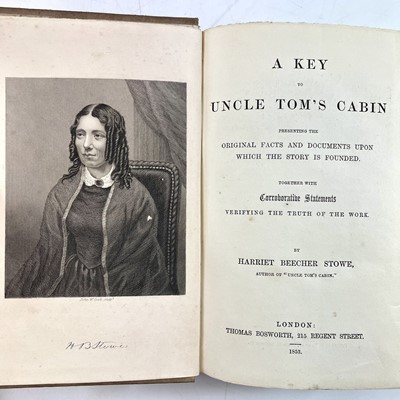 H B Stowe
A KEY
TO
UNCLE TOM'S CABIN
PRESENTING THE
ORIGINAL FACTS AND DOCUMENTS UPON
WHICH THE STORY IS FOUNDED.
TOGETHER WITH
Corroborative Statements
VERIFYING THE TRUTH OF THE WORK.
BY
HARRIET BEECHER STOWE,
AUTHOR OF "UNCLE TOM'S CABIN."
LONDON:
THOMAS BOSWORTH, 215 REGENT STREET.
1853.